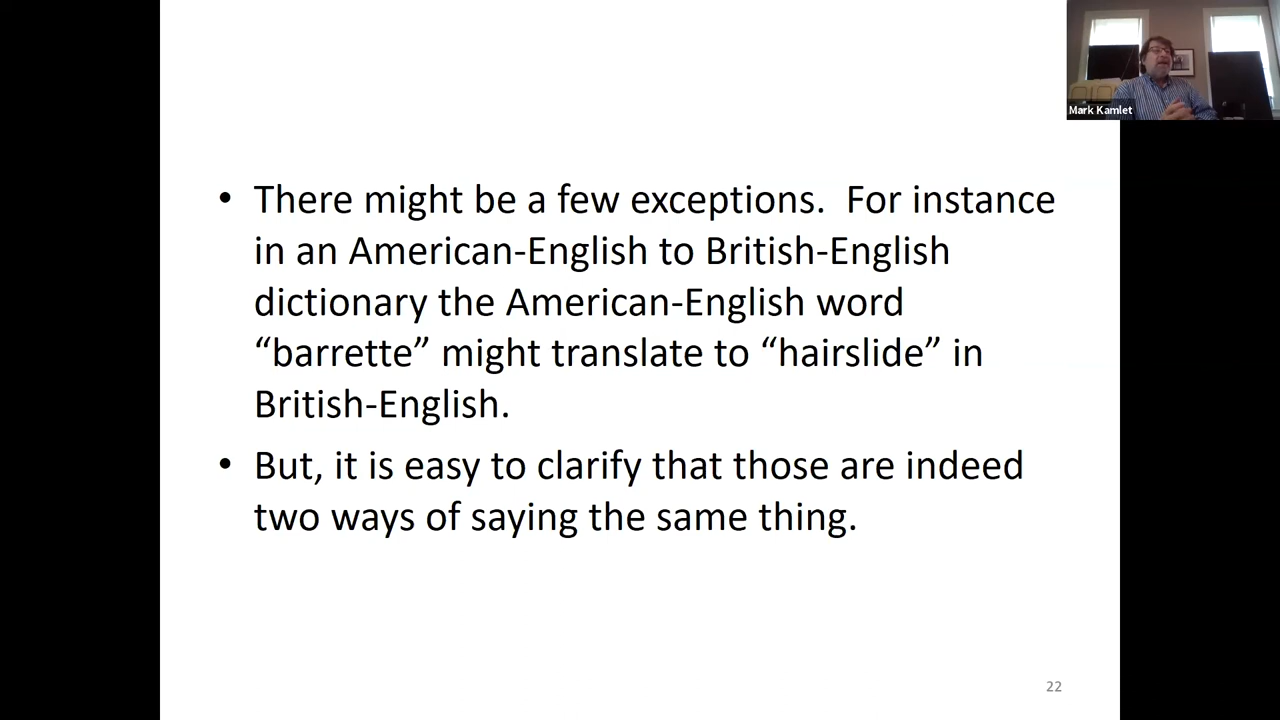 Mark Kamlet
• There might be a few exceptions.  For instance
in an American-English to British-English
dictionary the American-English word
“barrette” might translate to “hairslide” in
British-English.
• But, it is easy to clarify that those are indeed
two ways of saying the same thing.
22